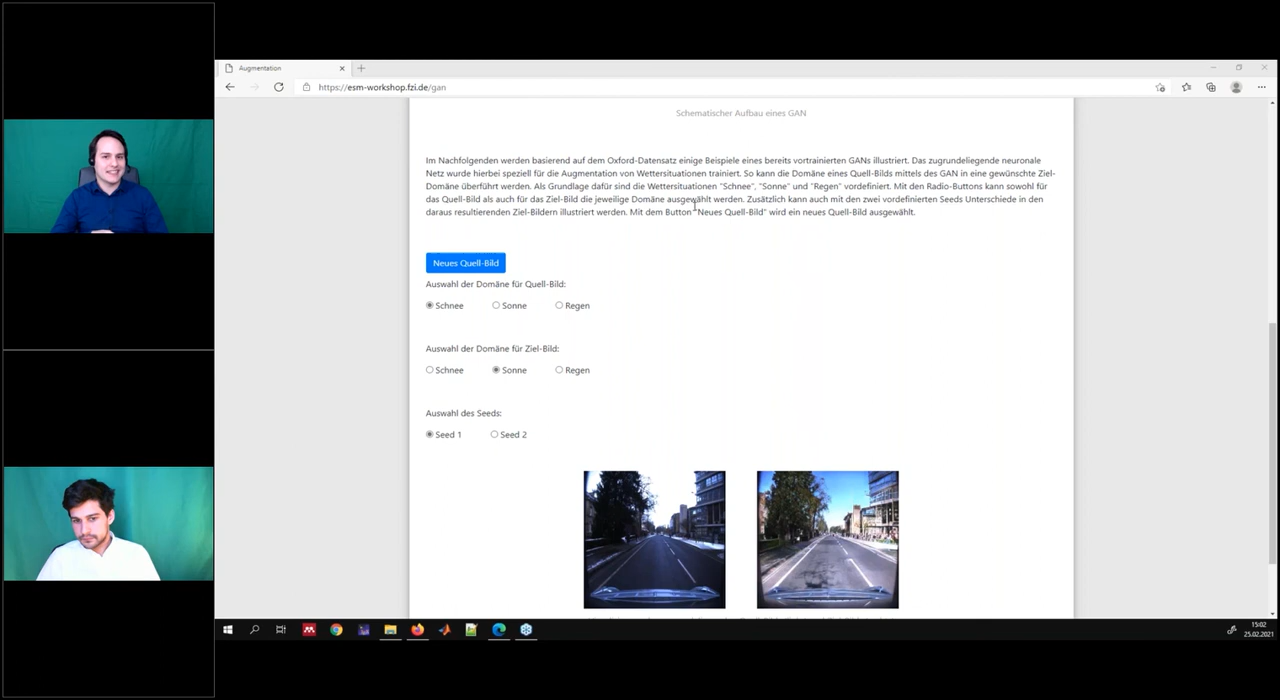 Augmentation
https://esm-workshop.fzi.de/gan
Schematischer Aufbau eines GAN
Im Nachfolgenden werden basierend auf dem Oxford-Datensatz einige Beispiele eines bereits vortrainierten GANs illustriert. Das zugrundeliegende neuronale
Netz wurde hierbei speziell für die Augmentation von Wettersituationen trainiert. So kann die Domäne eines Quell-Bilds mittels des GAN in eine gewünschte Ziel-
Domäne überführt werden. Als Grundlage dafür sind die Wettersituationen "Schnee", "Sonne" und "Regen" vordefiniert. Mit den Radio-Buttons kann sowohl für
das Quell-Bild als auch für das Ziel-Bild die jeweilige Domäne ausgewählt werden. Zusätzlich kann auch mit den zwei vordefinierten Seeds Unterschiede in den
daraus resultierenden Ziel-Bildern illustriert werden. Mit dem Button "Neues Quell-Bild" wird ein neues Quell-Bild ausgewählt.
Neues Quell-Bild
Auswahl der Domäne für Quell-Bild:
Schnee Sonne Regen
Auswahl der Domäne für Ziel-Bild:
Schnee Sonne Regen
Auswahl des Seeds:
Seed 1 Seed 2
15:02
25.02.2021